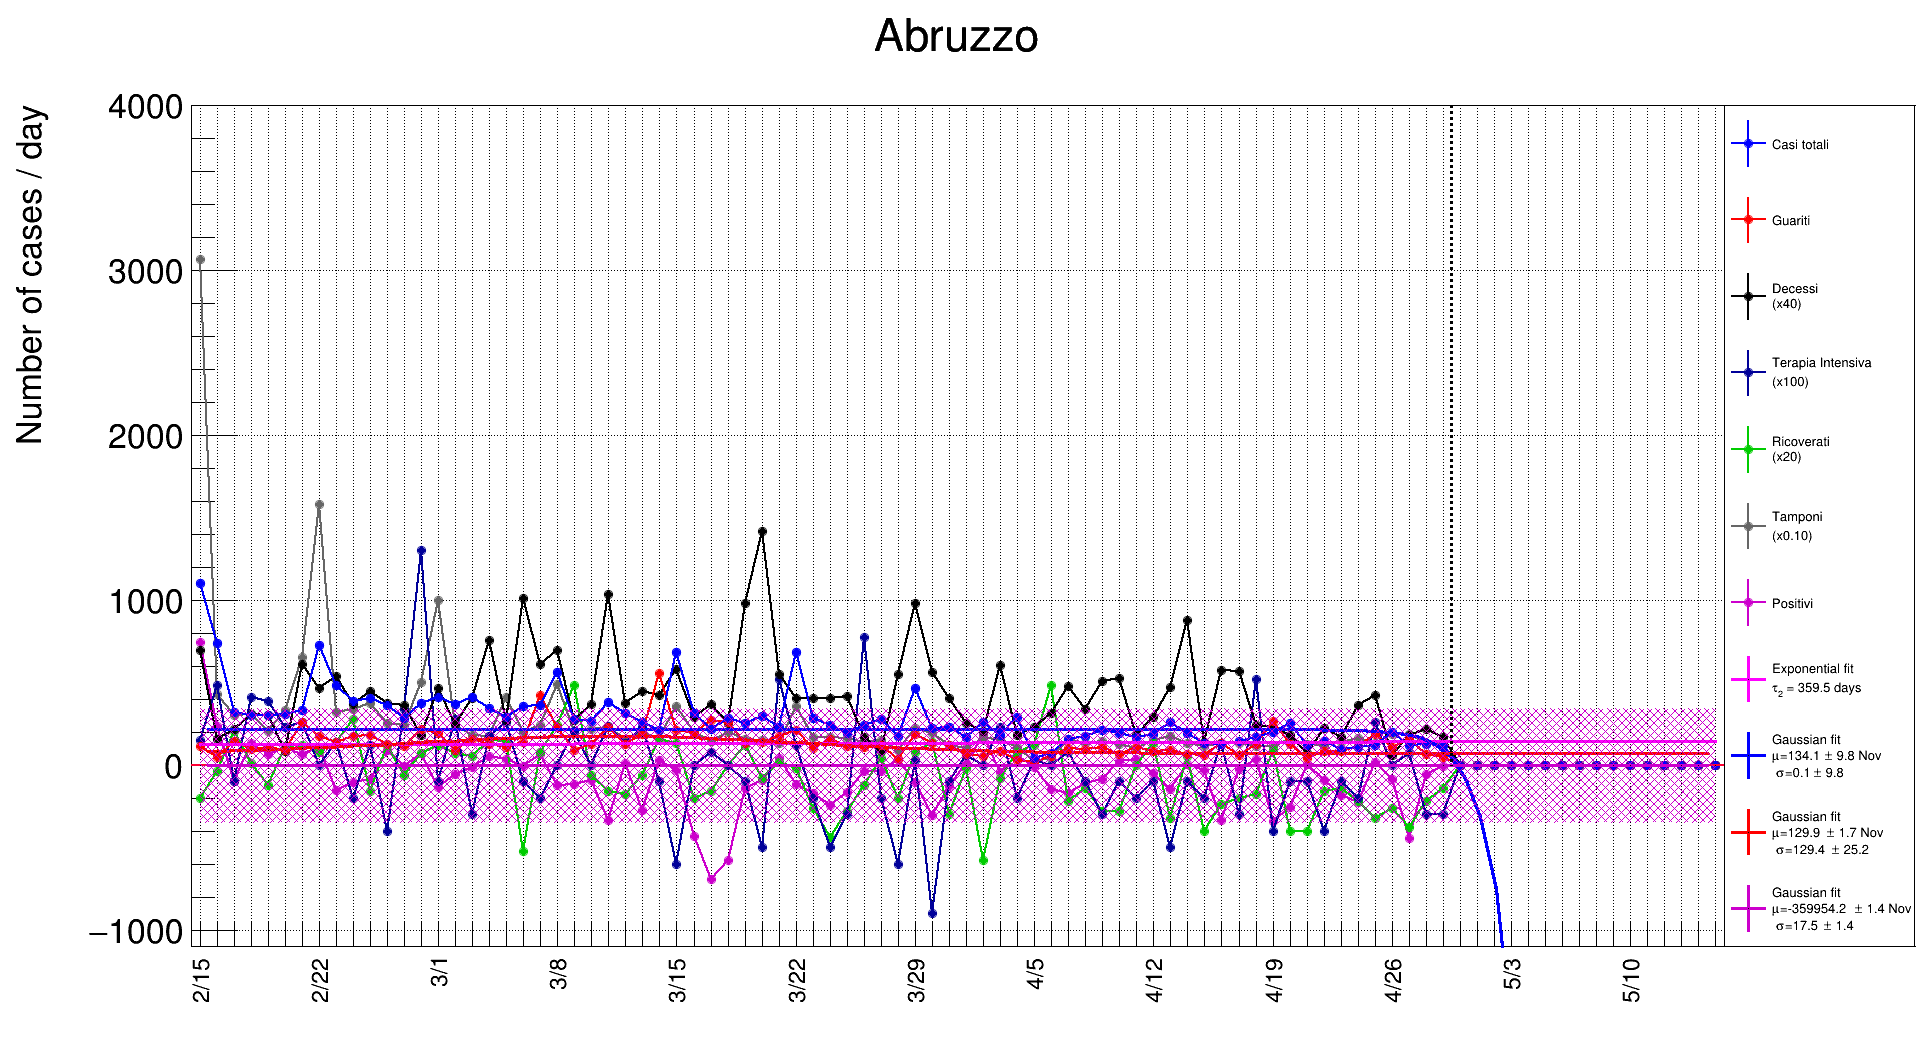 Abruzzo
Number of cases / day
4000
3000
2000
1000
0
−1000
2/15
2/22
3/1
3/8
3/15
3/22
3/29
4/5
4/12
4/19
4/26
5/3
5/10
Casi totali
Guariti
Decessi
(x40)
Terapia Intensiva
(x100)
Ricoverati
(x20)
Tamponi
(x0.10)
Positivi
Exponential fit
τ2 = 359.5 days
Gaussian fit
μ=134.1 ± 9.8 Nov
σ=0.1 ± 9.8
Gaussian fit
μ=129.9 ± 1.7 Nov
σ=129.4 ± 25.2
Gaussian fit
μ=-359954.2 ± 1.4 Nov
σ=17.5 ± 1.4